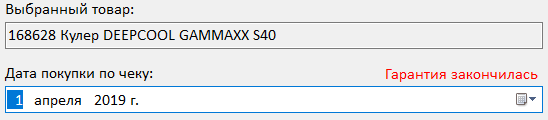 Выбранный товар:
168628 Кулер DEEPCOOL GAMMAXX S40
Дата покупки по чеку:
Гарантия закончилась
1 апреля 2019 г.